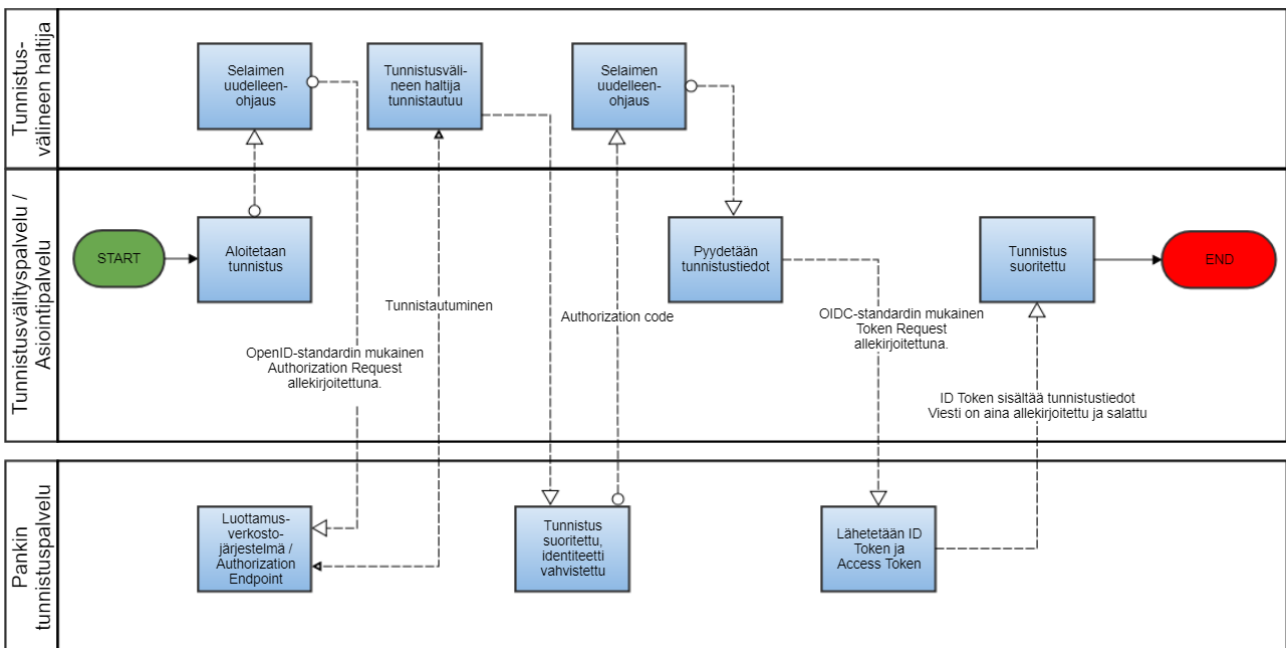 Tunnistus-
välineen haltija
Selaimen
uudelleen-
ohjaus
Tunnistusväli-
neen haltija
tunnistautuu
Selaimen
uudelleen-
ohjaus
Tunnistusvälityspalvelu /
Asiointipalvelu
START
Aloitetaan
tunnistus
Pyydetään
tunnistustiedot
Tunnistus
suoritettu
END
Tunnistautuminen
Authorization code
OIDC-standardin mukainen
Token Request
allekirjoitettuna.
OpenID-standardin mukainen
Authorization Request
allekirjoitettuna.
ID Token sisältää tunnistustiedot
Viesti on aina allekirjoitettu ja salattu
Pankin
tunnistuspalvelu
Luottamus-
verkosto-
järjestelmä /
Authorization
Endpoint
Tunnistus
suoritettu,
identiteetti
vahvistettu
Lähetetään ID
Token ja
Access Token